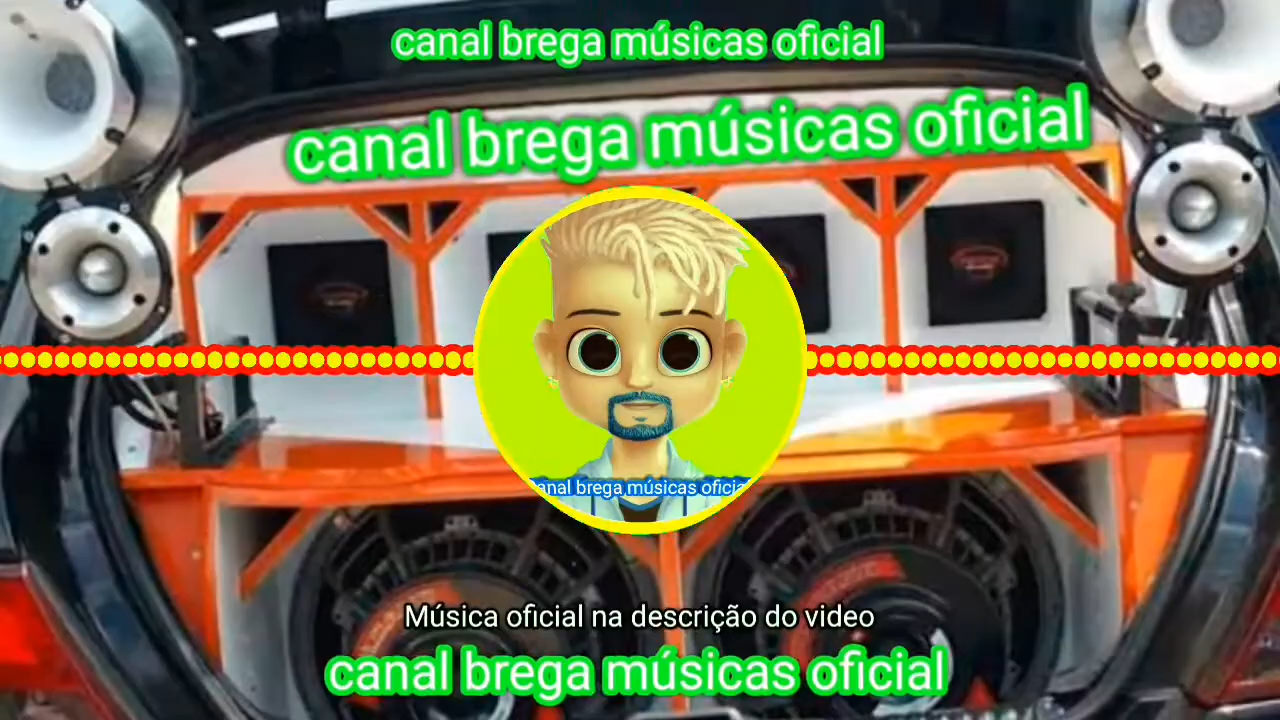 canal brega músicas oficial
canal brega músicas oficial
canal brega músicas oficia
Música oficial na descrição do video
canal brega músicas oficial